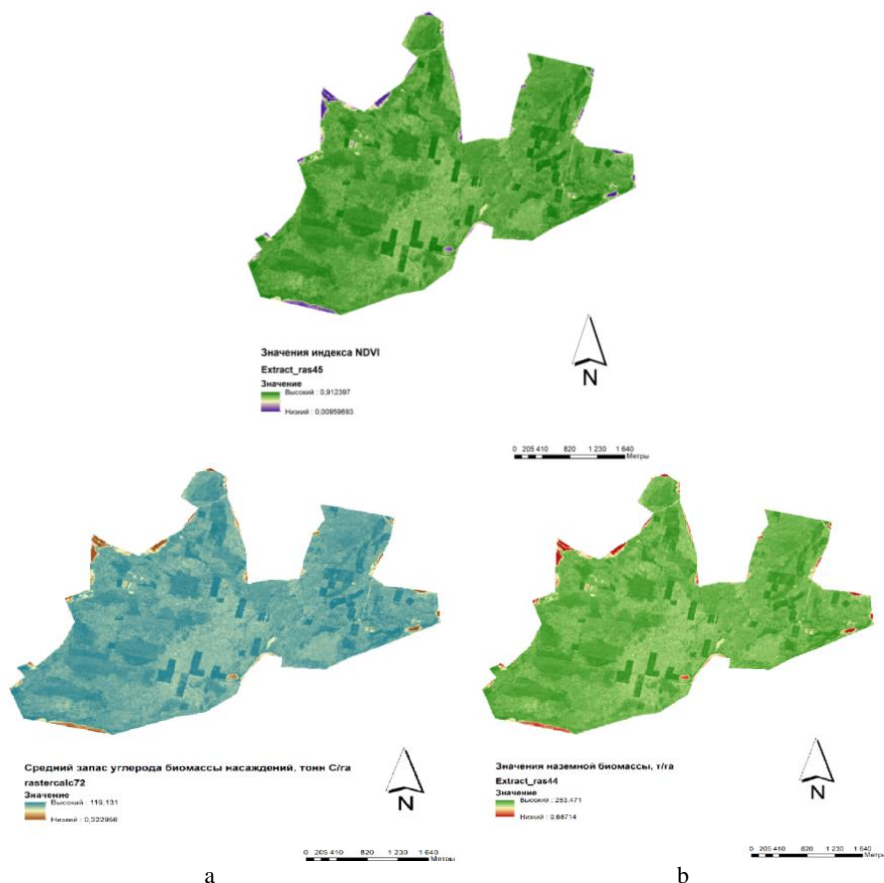 Значения индекса NDVI
Extract_ras45
Значение
Высокий : 0,912397
Низкий : 0,00959693
N
0 205 410 820 1 230 1 640
Метры
Средний запас углерода биомассы насаждений, тонн С/га
rastercalc72
Значение
Высокий : 119,131
Низкий : 0,322956
N
0 205 410 820 1 230 1 640
Метры
Значения наземной биомассы, т/га
Extract_ras44
Значение
Высокий : 253,471
Низкий : 0,68714
N
0 205 410 820 1 230 1 640
Метры
a
b